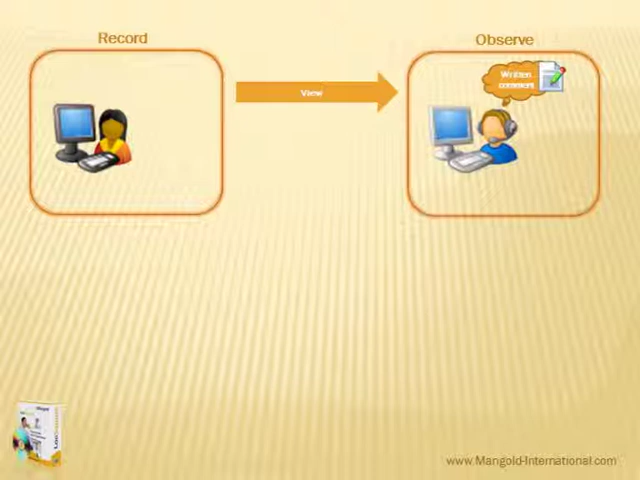 Record
Observe
Written
comment
View
www.Mangold-International.com